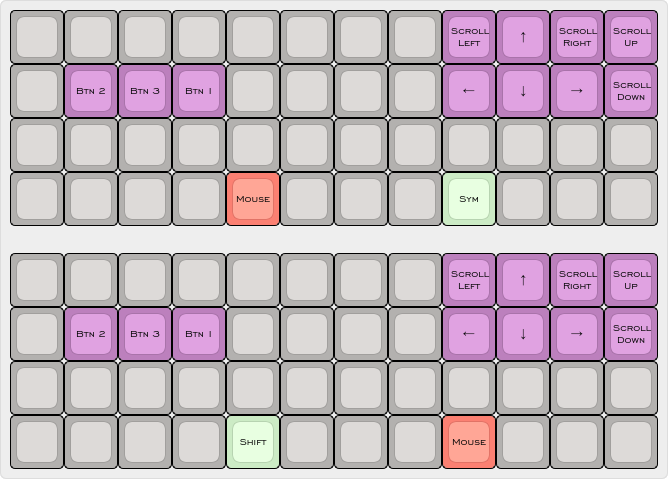 SCROLL LEFT ↑ SCROLL RIGHT SCROLL UP
BTN 2 BTN 3 BTN 1 ← ↓ → SCROLL DOWN
MOUSE SYM
SCROLL LEFT ↑ SCROLL RIGHT SCROLL UP
BTN 2 BTN 3 BTN 1 ← ↓ → SCROLL DOWN
SHIFT MOUSE